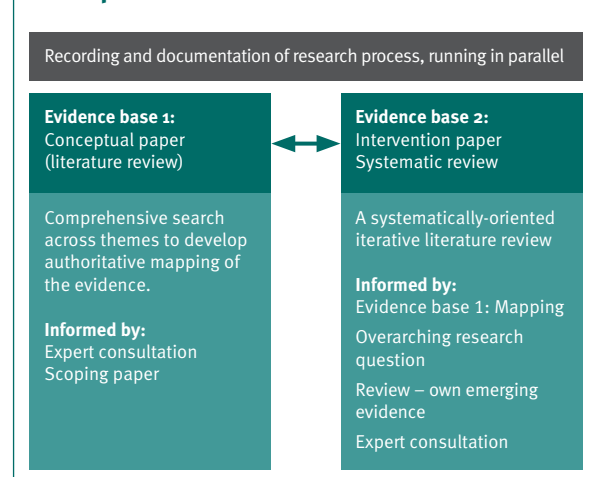 Recording and documentation of research process, running in parallel
Evidence base 1:
Conceptual paper
(literature review)
Comprehensive search
across themes to develop
authoritative mapping of
the evidence.
Informed by:
Expert consultation
Scoping paper
Evidence base 2:
Intervention paper
Systematic review
A systematically-oriented
iterative literature review
Informed by:
Evidence base 1: Mapping
Overarching research
question
Review – own emerging
evidence
Expert consultation